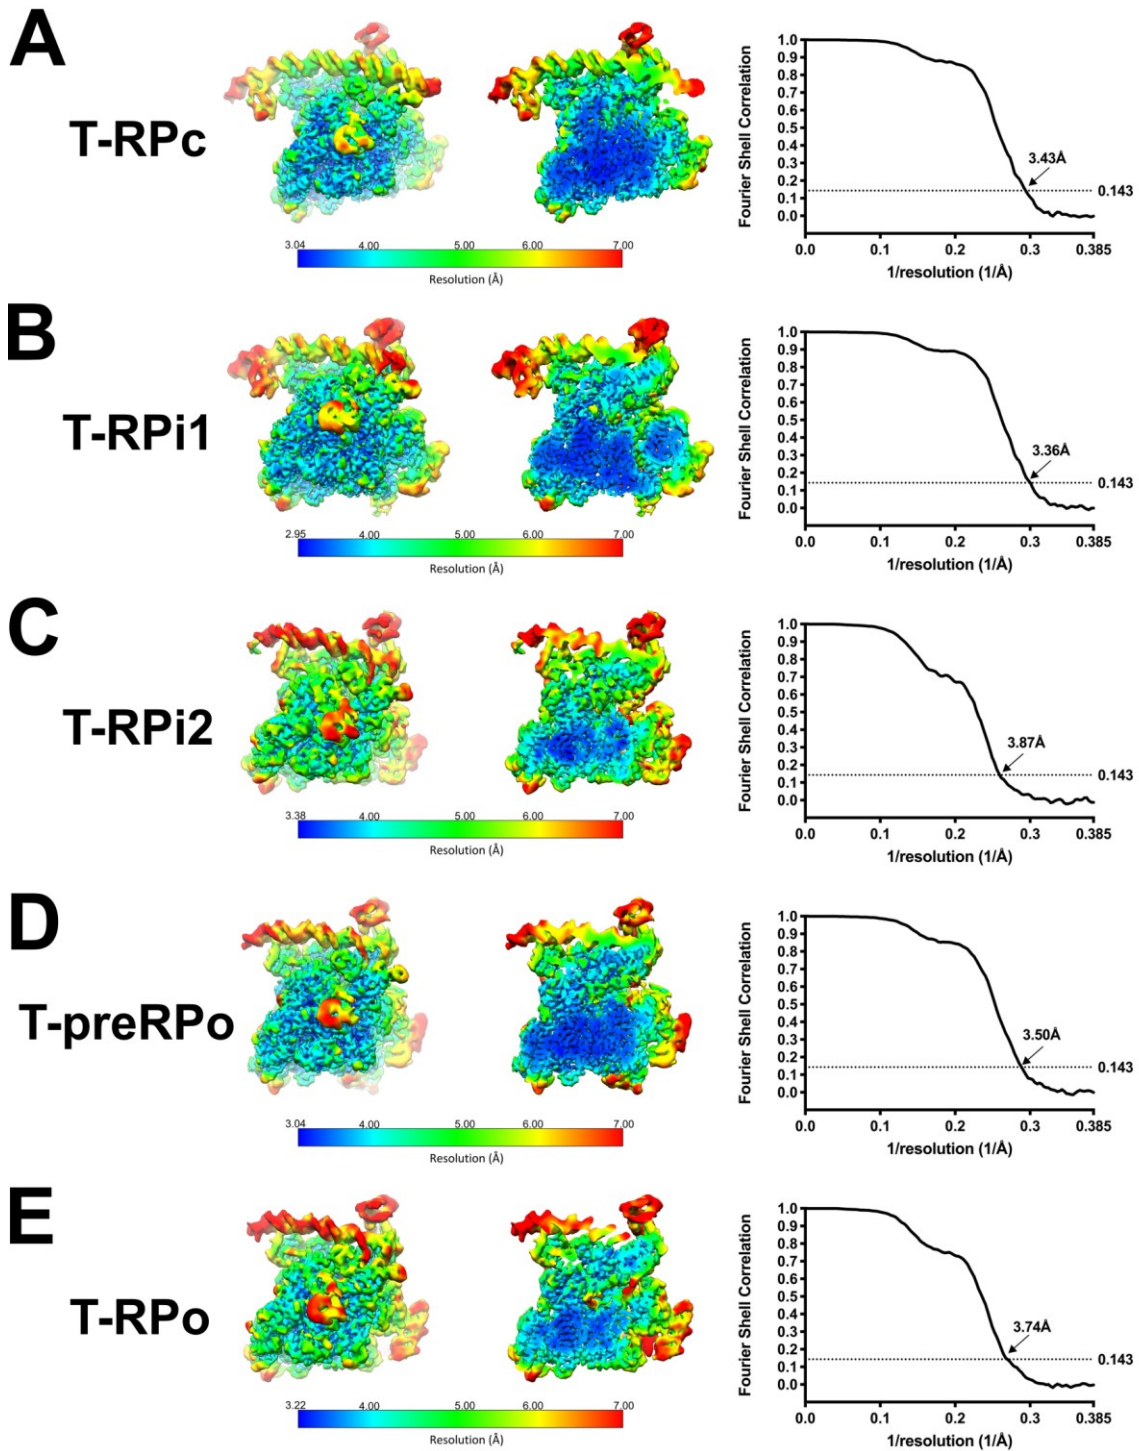 A
T-RPc
3.04 4.00 5.00 6.00 7.00
Resolution (Å)
Fourier Shell Correlation
1.0
0.9
0.8
0.7
0.6
0.5
0.4
0.3
0.2
0.1
0.0
3.43Å
0.143
0.0 0.1 0.2 0.3 0.385
1/resolution (1/Å)
B
T-RPi1
2.95 4.00 5.00 6.00 7.00
Resolution (Å)
Fourier Shell Correlation
1.0
0.9
0.8
0.7
0.6
0.5
0.4
0.3
0.2
0.1
0.0
3.36Å
0.143
0.0 0.1 0.2 0.3 0.385
1/resolution (1/Å)
C
T-RPi2
3.38 4.00 5.00 6.00 7.00
Resolution (Å)
Fourier Shell Correlation
1.0
0.9
0.8
0.7
0.6
0.5
0.4
0.3
0.2
0.1
0.0
3.87Å
0.143
0.0 0.1 0.2 0.3 0.385
1/resolution (1/Å)
D
T-preRPo
3.04 4.00 5.00 6.00 7.00
Resolution (Å)
Fourier Shell Correlation
1.0
0.9
0.8
0.7
0.6
0.5
0.4
0.3
0.2
0.1
0.0
3.50Å
0.143
0.0 0.1 0.2 0.3 0.385
1/resolution (1/Å)
E
T-RPo
3.22 4.00 5.00 6.00 7.00
Resolution (Å)
Fourier Shell Correlation
1.0
0.9
0.8
0.7
0.6
0.5
0.4
0.3
0.2
0.1
0.0
3.74Å
0.143
0.0 0.1 0.2 0.3 0.385
1/resolution (1/Å)